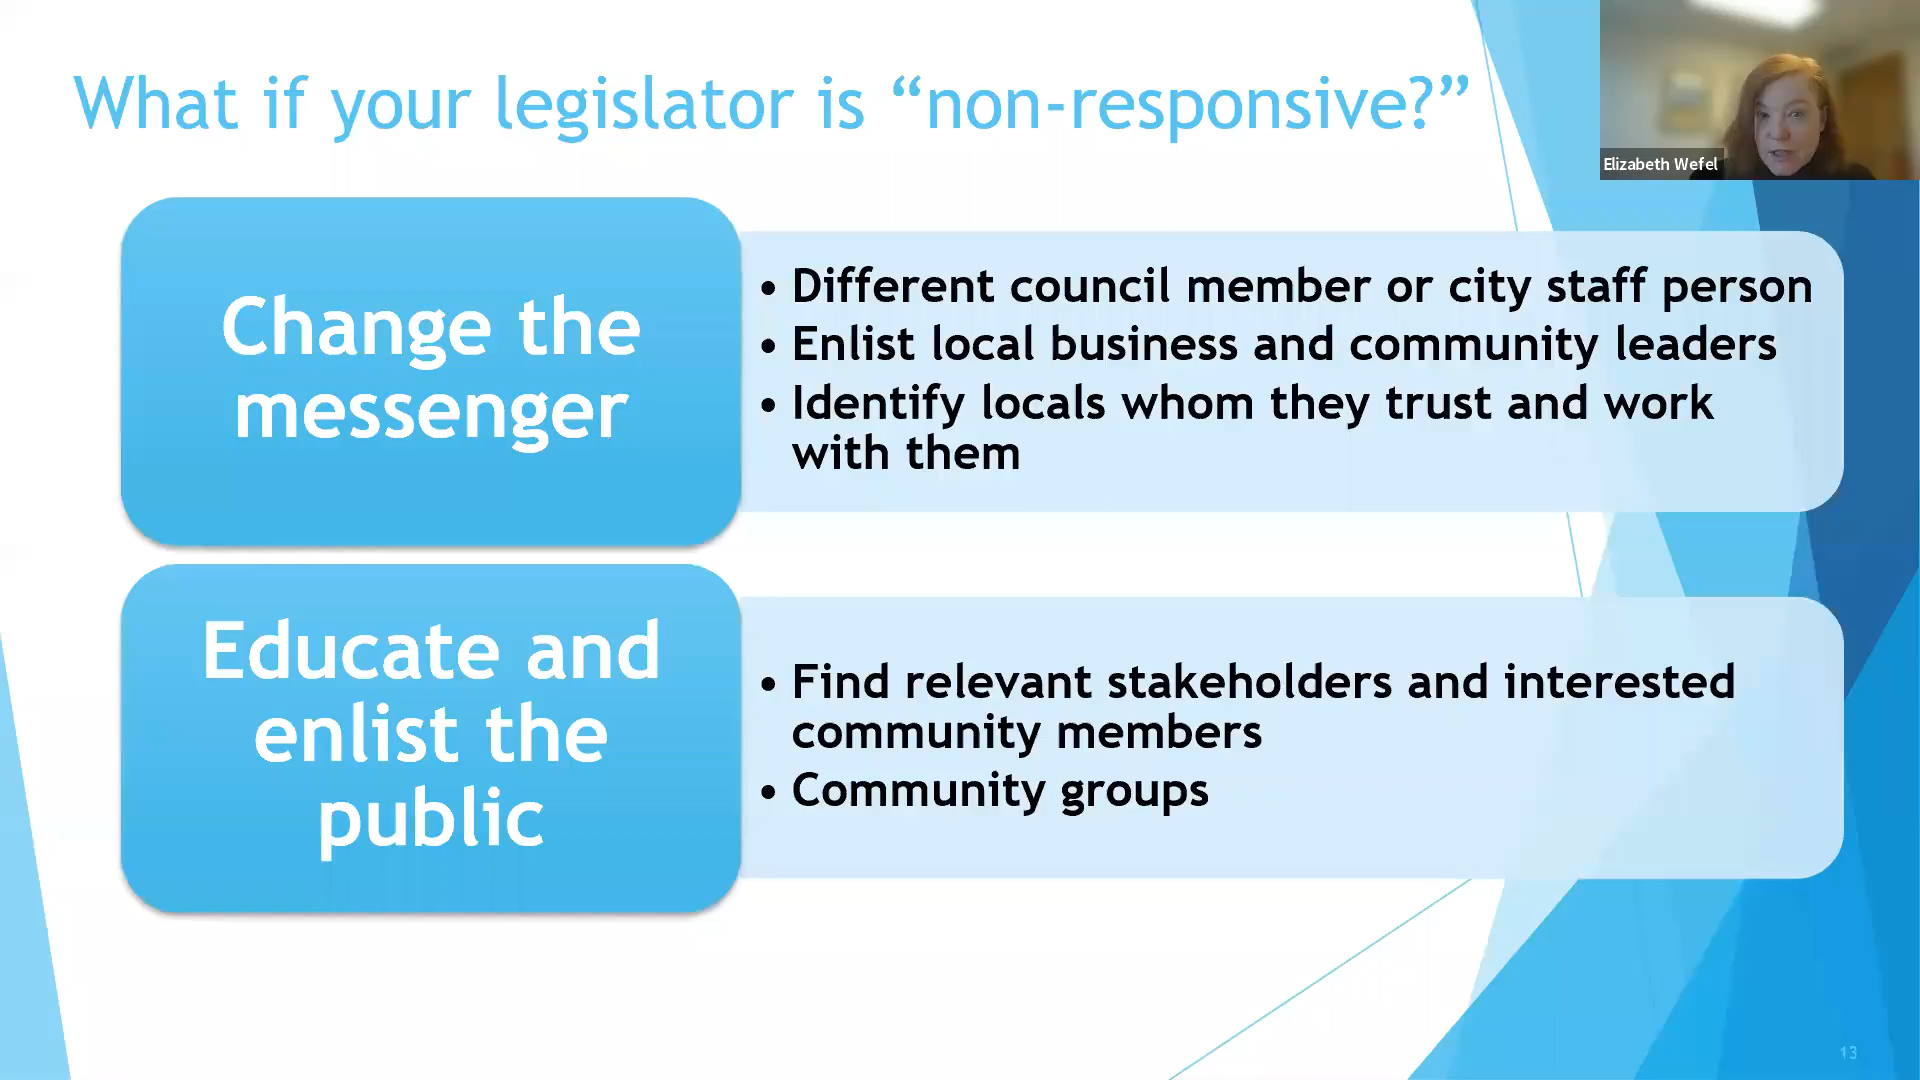 What if your legislator is “non-responsive?”
Elizabeth Wefel
Change the
messenger
• Different council member or city staff person
• Enlist local business and community leaders
• Identify locals whom they trust and work
with them
Educate and
enlist the
public
• Find relevant stakeholders and interested
community members
• Community groups
13